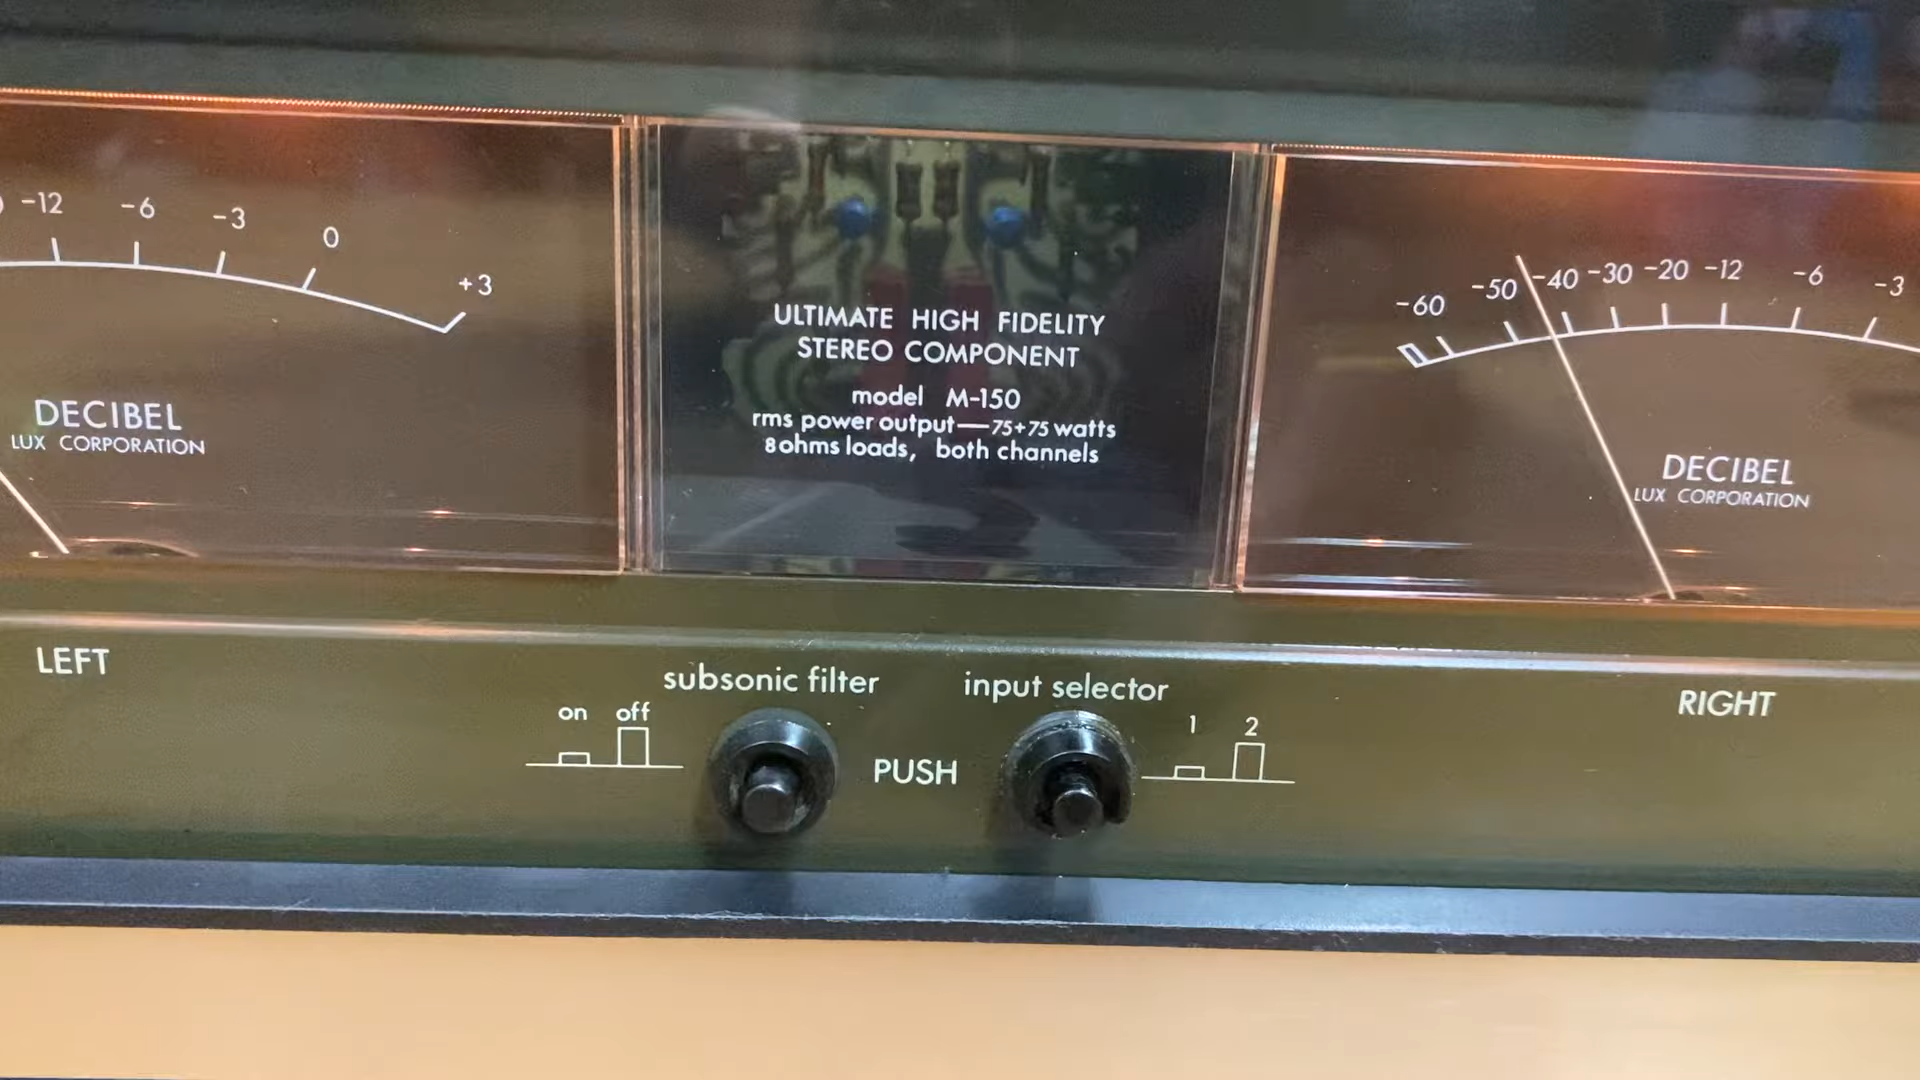 -12 -6 -3 0 +3
DECIBEL
LUX CORPORATION
ULTIMATE HIGH FIDELITY
STEREO COMPONENT
model M-150
rms power output—75+75 watts
8 ohms loads, both channels
-60 -50 -40 -30 -20 -12 -6 -3
DECIBEL
LUX CORPORATION
LEFT
subsonic filter
input selector
RIGHT
on off
PUSH
1 2